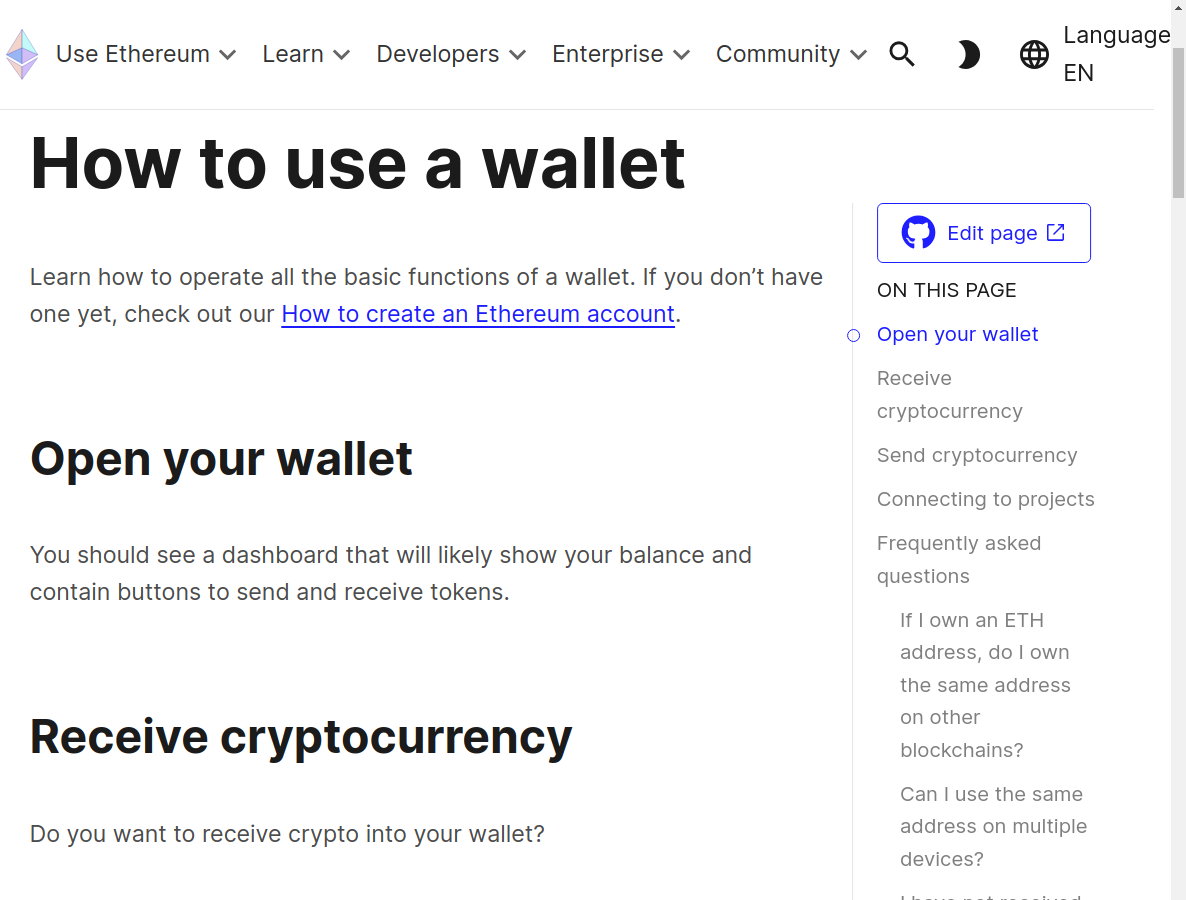 Use Ethereum Learn Developers Enterprise Community Language
EN
How to use a wallet
Learn how to operate all the basic functions of a wallet. If you don’t have
one yet, check out our How to create an Ethereum account.
Open your wallet
You should see a dashboard that will likely show your balance and
contain buttons to send and receive tokens.
Receive cryptocurrency
Do you want to receive crypto into your wallet?
Edit page
ON THIS PAGE
Open your wallet
Receive
cryptocurrency
Send cryptocurrency
Connecting to projects
Frequently asked
questions
If I own an ETH
address, do I own
the same address
on other
blockchains?
Can I use the same
address on multiple
devices?
I have not received